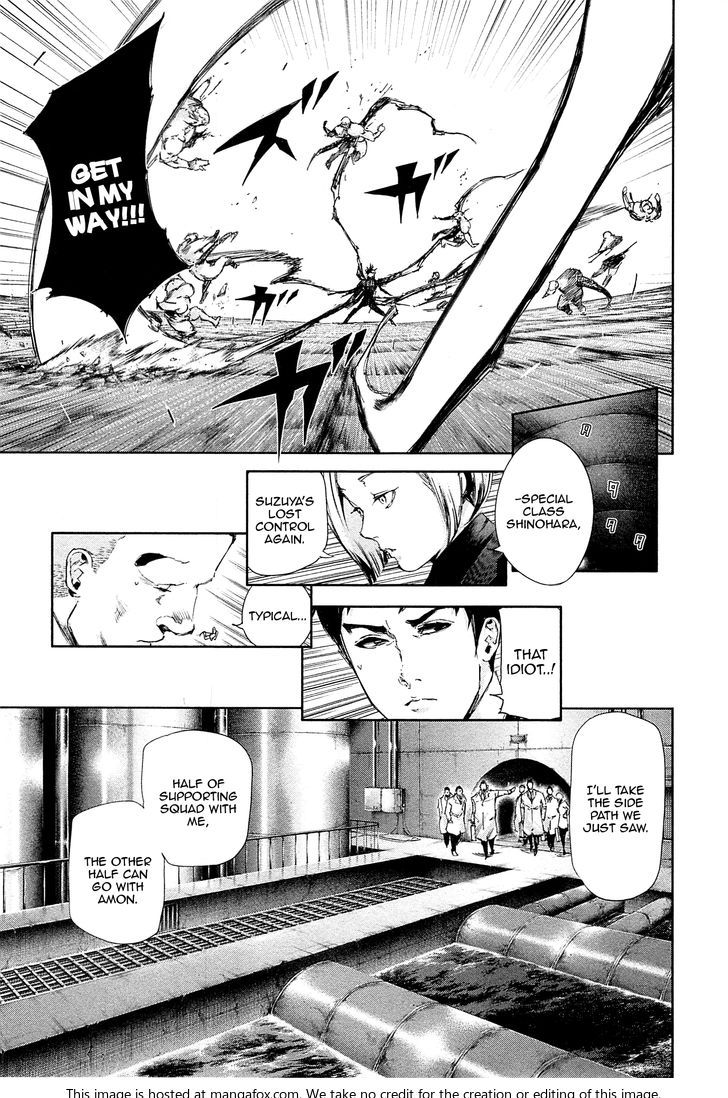 GET
IN MY
WAY!!!
ガ
ガ
ガ
ガ
-SPECIAL
CLASS
SHINOHARA,
SUZUYA'S
LOST
CONTROL
AGAIN.
THAT
IDIOT..!
TYPICAL...
I'LL TAKE
THE SIDE
PATH WE
JUST SAW.
HALF OF
SUPPORTING
SQUAD WITH
ME,
THE OTHER
HALF CAN
GO WITH
AMON.
This image is hosted at mangafox.com. We take no credit for the creation or editing of this image.